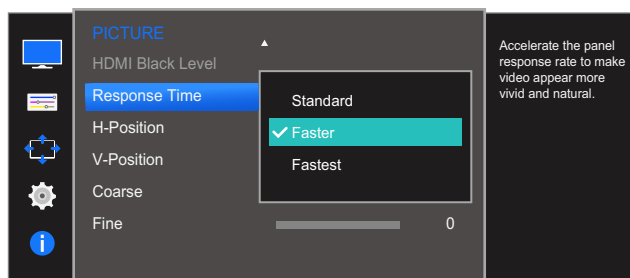 PICTURE
HDMI Black Level
Response Time
H-Position
V-Position
Coarse
Fine
0
Standard
Faster
Fastest
Accelerate the panel
response rate to make
video appear more
vivid and natural.